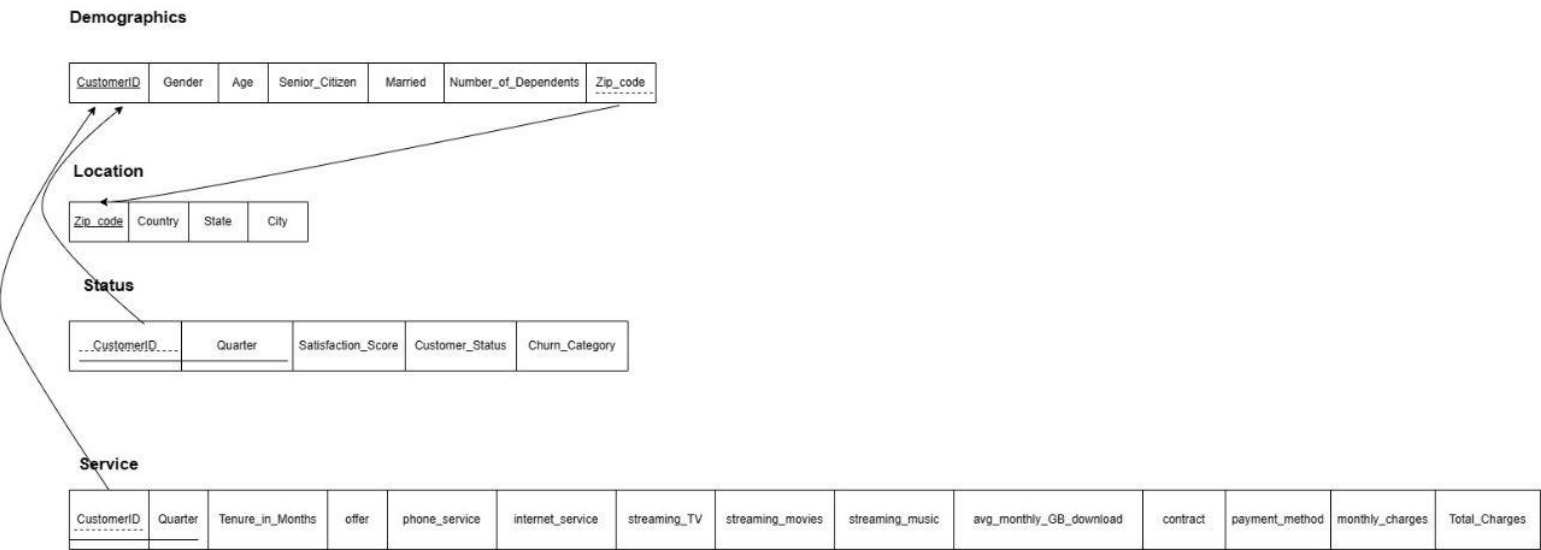 Demographics
CustomerID Gender Age Senior_Citizen Married Number_of_Dependents Zip_code
Location
Zip_code Country State City
Status
CustomerID Quarter Satisfaction_Score Customer_Status Churn_Category
Service
CustomerID Quarter Tenure_in_Months offer phone_service internet_service streaming_TV streaming_movies streaming_music avg_monthly_GB_download contract payment_method monthly_charges Total_Charges